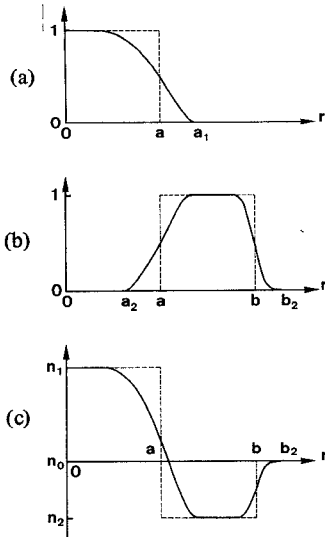 (a)
1
0
0 a a₁ r
(b)
1
0
0 a₂ a b b₂ r
(c)
n₁
a b b₂
n₀ 0 r
n₂